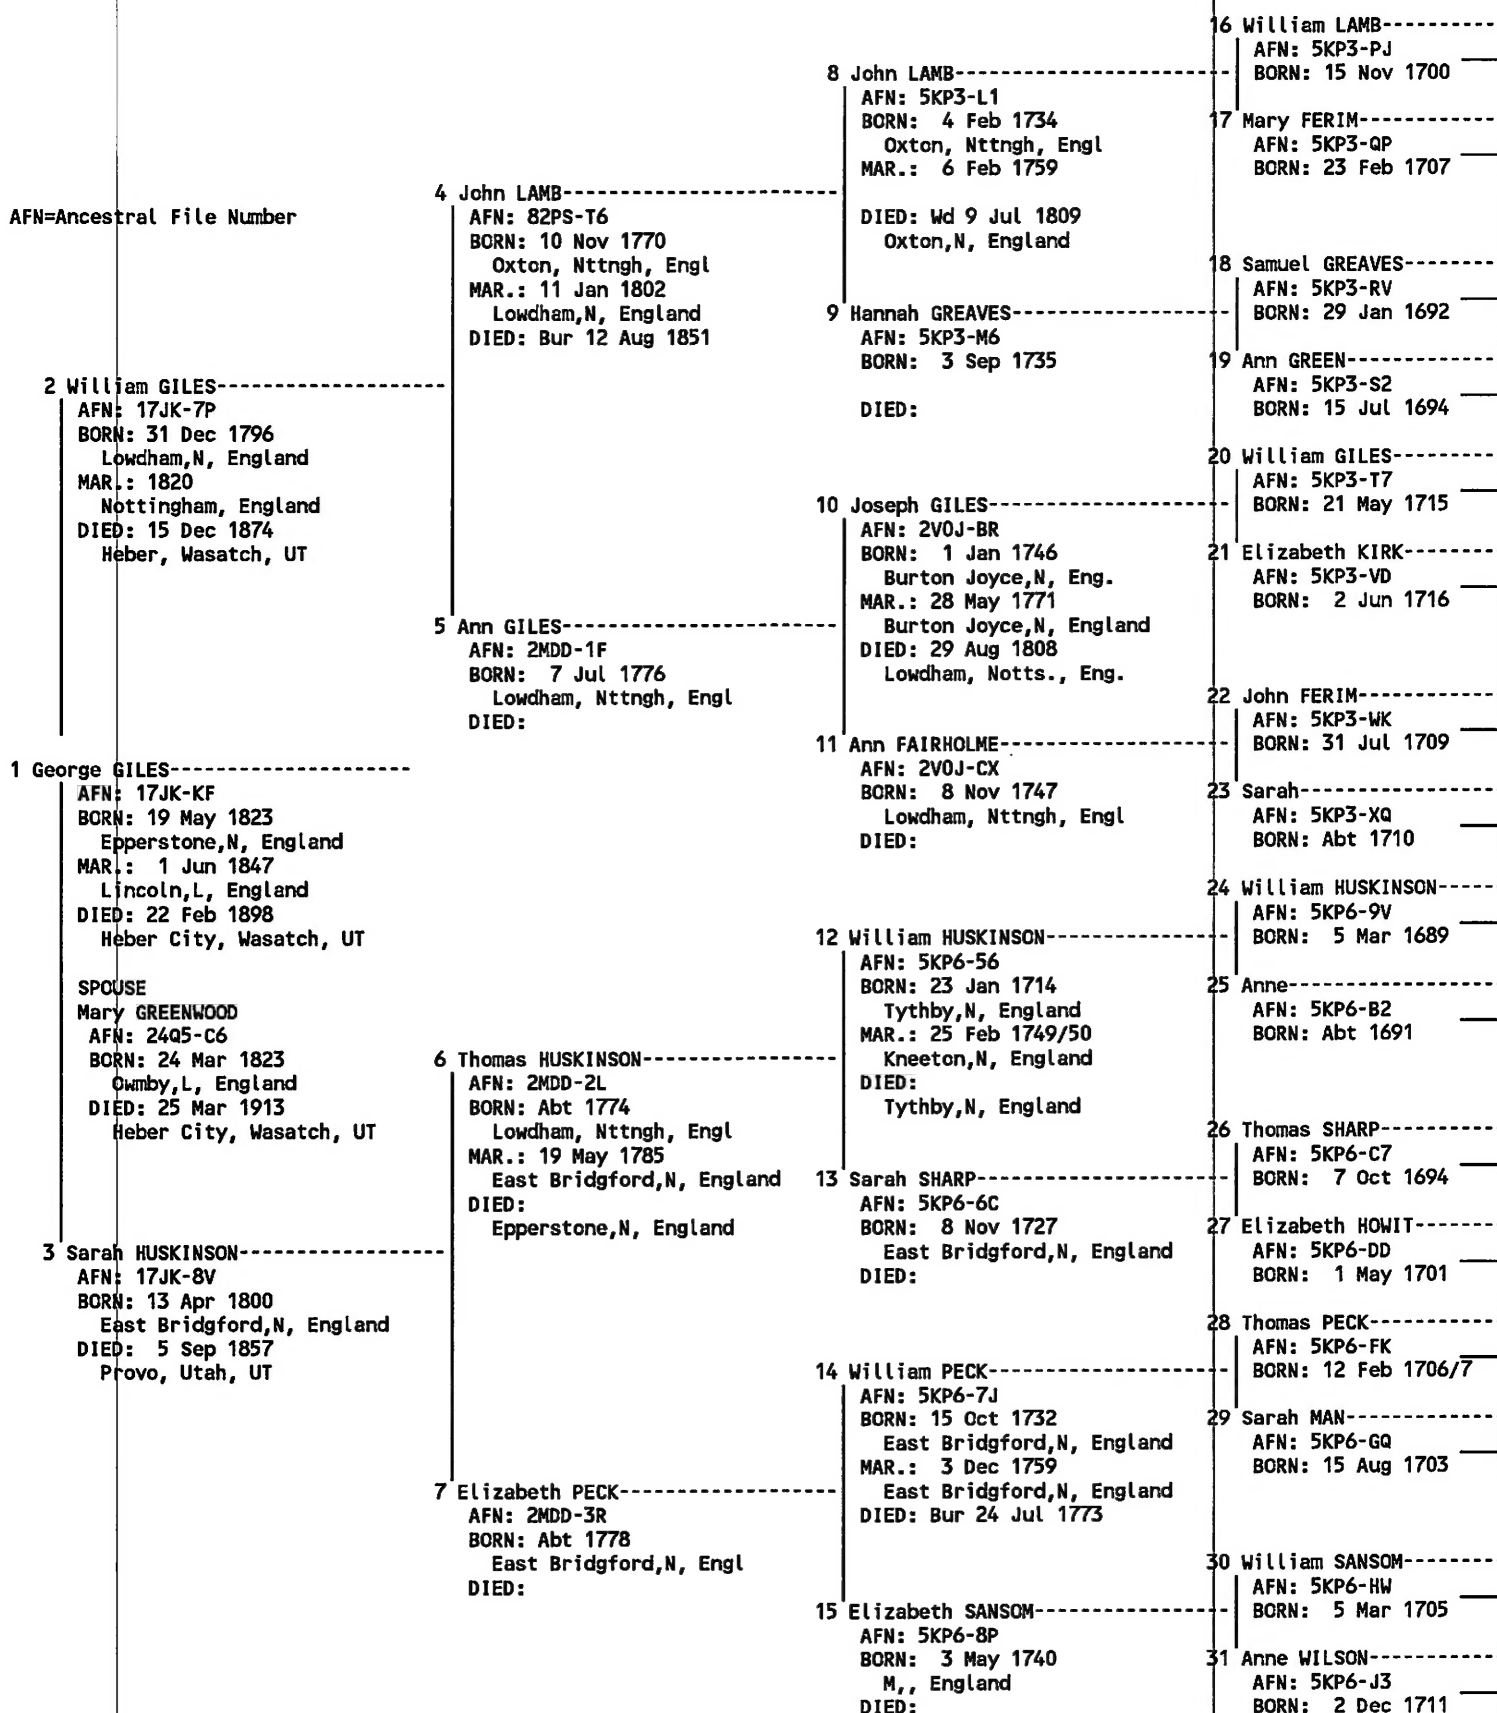 AFN=Ancestral File Number
2 William GILES-------------------
AFN: 17JK-7P
BORN: 31 Dec 1796
Lowdham,N, England
MAR.: 1820
Nottingham, England
DIED: 15 Dec 1874
Heber, Wasatch, UT
1 George GILES--------------------
AFN: 17JK-KF
BORN: 19 May 1823
Epperstone,N, England
MAR.: 1 Jun 1847
Lincoln,L, England
DIED: 22 Feb 1898
Heber City, Wasatch, UT
SPOUSE
Mary GREENWOOD
AFN: 24Q5-C6
BORN: 24 Mar 1823
Owmby,L, England
DIED: 25 Mar 1913
Heber City, Wasatch, UT
3 Sarah HUSKINSON-----------------
AFN: 17JK-8V
BORN: 13 Apr 1800
East Bridgford,N, England
DIED: 5 Sep 1857
Provo, Utah, UT
4 John LAMB-----------------------
AFN: 82PS-T6
BORN: 10 Nov 1770
Oxton, Nttngh, Engl
MAR.: 11 Jan 1802
Lowdham,N, England
DIED: Bur 12 Aug 1851
5 Ann GILES-----------------------
AFN: 2MDD-1F
BORN: 7 Jul 1776
Lowdham, Nttngh, Engl
DIED:
6 Thomas HUSKINSON----------------
AFN: 2MDD-2L
BORN: Abt 1774
Lowdham, Nttngh, Engl
MAR.: 19 May 1785
East Bridgford,N, England
DIED:
Epperstone,N, England
7 Elizabeth PECK------------------
AFN: 2MDD-3R
BORN: Abt 1778
East Bridgford,N, Engl
DIED:
8 John LAMB-----------------------
AFN: 5KP3-L1
BORN: 4 Feb 1734
Oxton, Nttngh, Engl
MAR.: 6 Feb 1759
DIED: Wd 9 Jul 1809
Oxton,N, England
9 Hannah GREAVES------------------
AFN: 5KP3-M6
BORN: 3 Sep 1735
DIED:
10 Joseph GILES--------------------
AFN: 2V0J-BR
BORN: 1 Jan 1746
Burton Joyce,N, Eng.
MAR.: 28 May 1771
Burton Joyce,N, England
DIED: 29 Aug 1808
Lowdham, Notts., Eng.
11 Ann FAIRHOLME-------------------
AFN: 2V0J-CX
BORN: 8 Nov 1747
Lowdham, Nttngh, Engl
DIED:
12 William HUSKINSON---------------
AFN: 5KP6-56
BORN: 23 Jan 1714
Tythby,N, England
MAR.: 25 Feb 1749/50
Kneeton,N, England
DIED:
Tythby,N, England
13 Sarah SHARP---------------------
AFN: 5KP6-6C
BORN: 8 Nov 1727
East Bridgford,N, England
DIED:
14 William PECK--------------------
AFN: 5KP6-7J
BORN: 15 Oct 1732
East Bridgford,N, England
MAR.: 3 Dec 1759
East Bridgford,N, England
DIED: Bur 24 Jul 1773
15 Elizabeth SANSOM----------------
AFN: 5KP6-8P
BORN: 3 May 1740
M,, England
DIED:
16 William LAMB----------
AFN: 5KP3-PJ
BORN: 15 Nov 1700
17 Mary FERIM------------
AFN: 5KP3-QP
BORN: 23 Feb 1707
18 Samuel GREAVES--------
AFN: 5KP3-RV
BORN: 29 Jan 1692
19 Ann GREEN-------------
AFN: 5KP3-S2
BORN: 15 Jul 1694
20 William GILES---------
AFN: 5KP3-T7
BORN: 21 May 1715
21 Elizabeth KIRK--------
AFN: 5KP3-VD
BORN: 2 Jun 1716
22 John FERIM------------
AFN: 5KP3-WK
BORN: 31 Jul 1709
23 Sarah-----------------
AFN: 5KP3-XQ
BORN: Abt 1710
24 William HUSKINSON-----
AFN: 5KP6-9V
BORN: 5 Mar 1689
25 Anne------------------
AFN: 5KP6-B2
BORN: Abt 1691
26 Thomas SHARP----------
AFN: 5KP6-C7
BORN: 7 Oct 1694
27 Elizabeth HOWIT-------
AFN: 5KP6-DD
BORN: 1 May 1701
28 Thomas PECK-----------
AFN: 5KP6-FK
BORN: 12 Feb 1706/7
29 Sarah MAN-------------
AFN: 5KP6-GQ
BORN: 15 Aug 1703
30 William SANSOM--------
AFN: 5KP6-HW
BORN: 5 Mar 1705
31 Anne WILSON-----------
AFN: 5KP6-J3
BORN: 2 Dec 1711